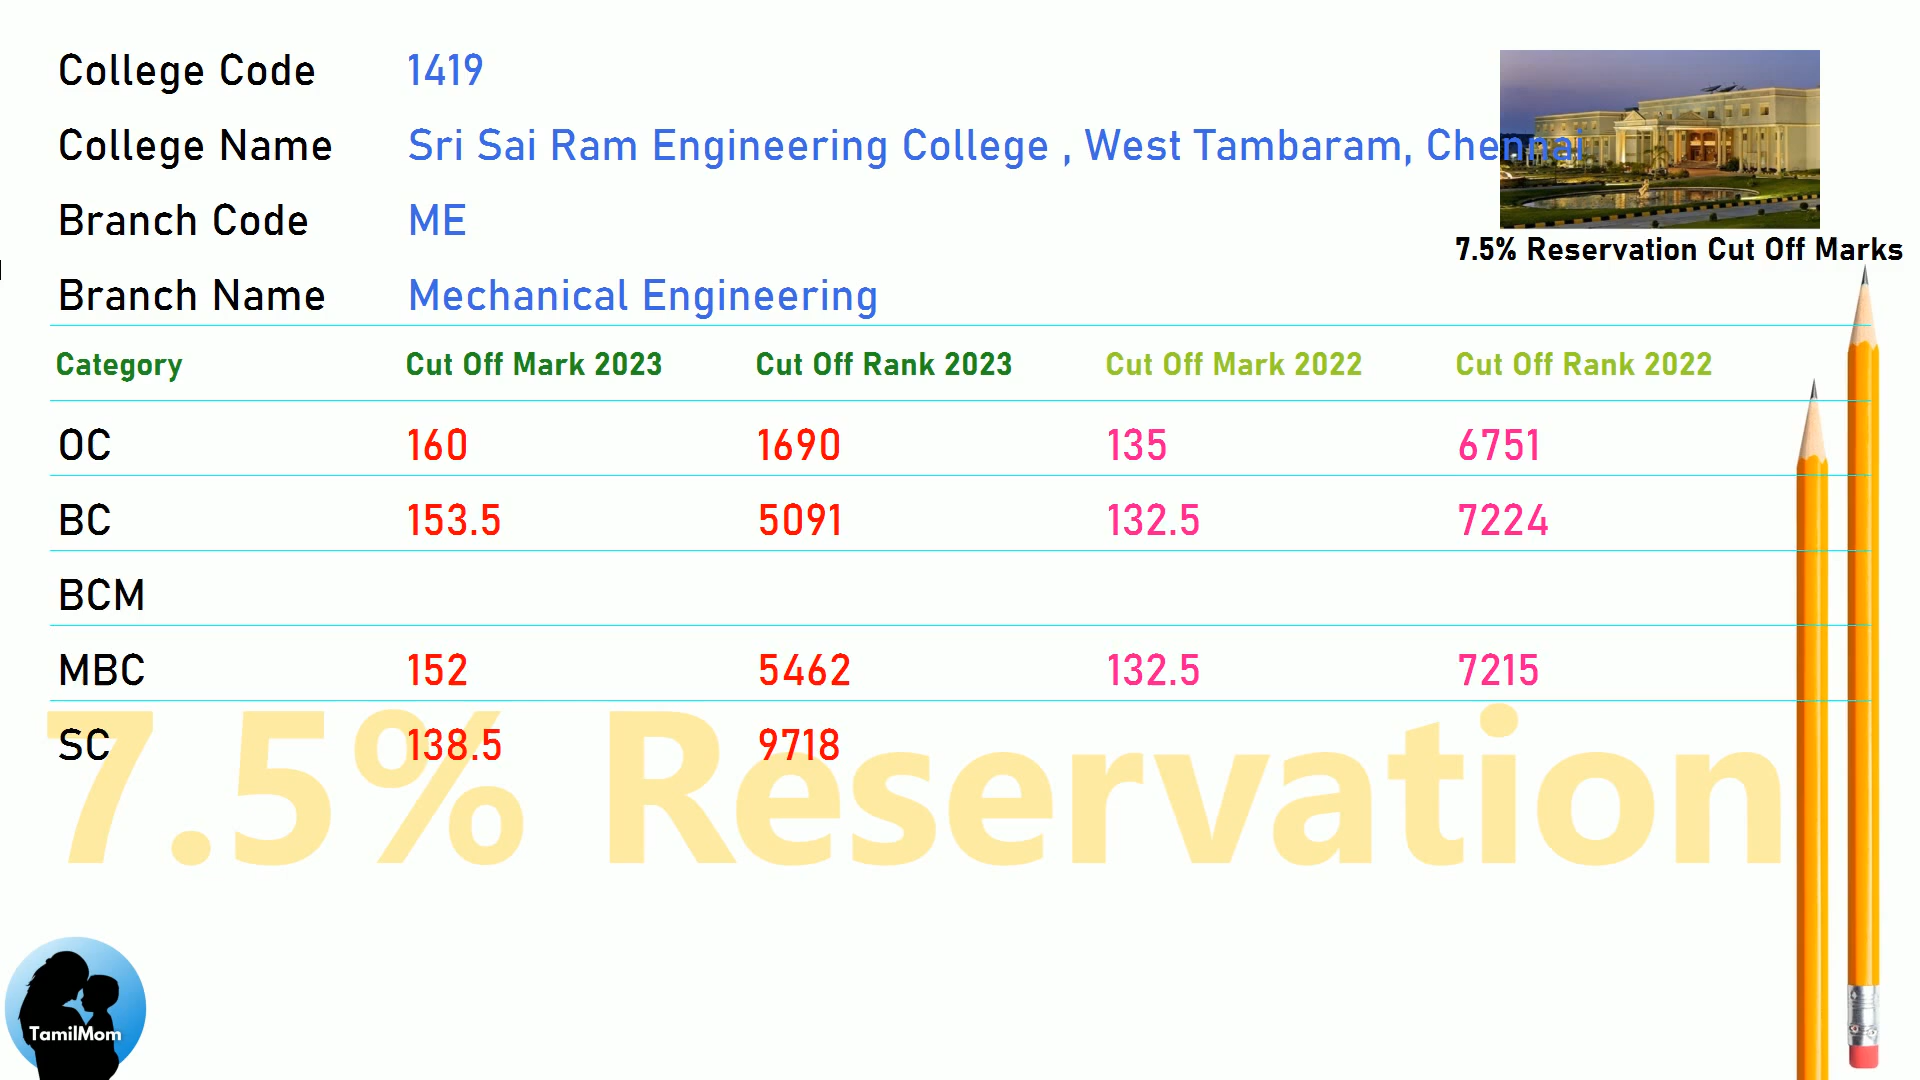 College Code 1419
College Name Sri Sai Ram Engineering College , West Tambaram, Chennai
Branch Code ME
7.5% Reservation Cut Off Marks
Branch Name Mechanical Engineering
Category Cut Off Mark 2023 Cut Off Rank 2023 Cut Off Mark 2022 Cut Off Rank 2022
OC 160 1690 135 6751
BC 153.5 5091 132.5 7224
BCM
MBC 152 5462 132.5 7215
SC 138.5 9718
7.5% Reservation
TamilMom